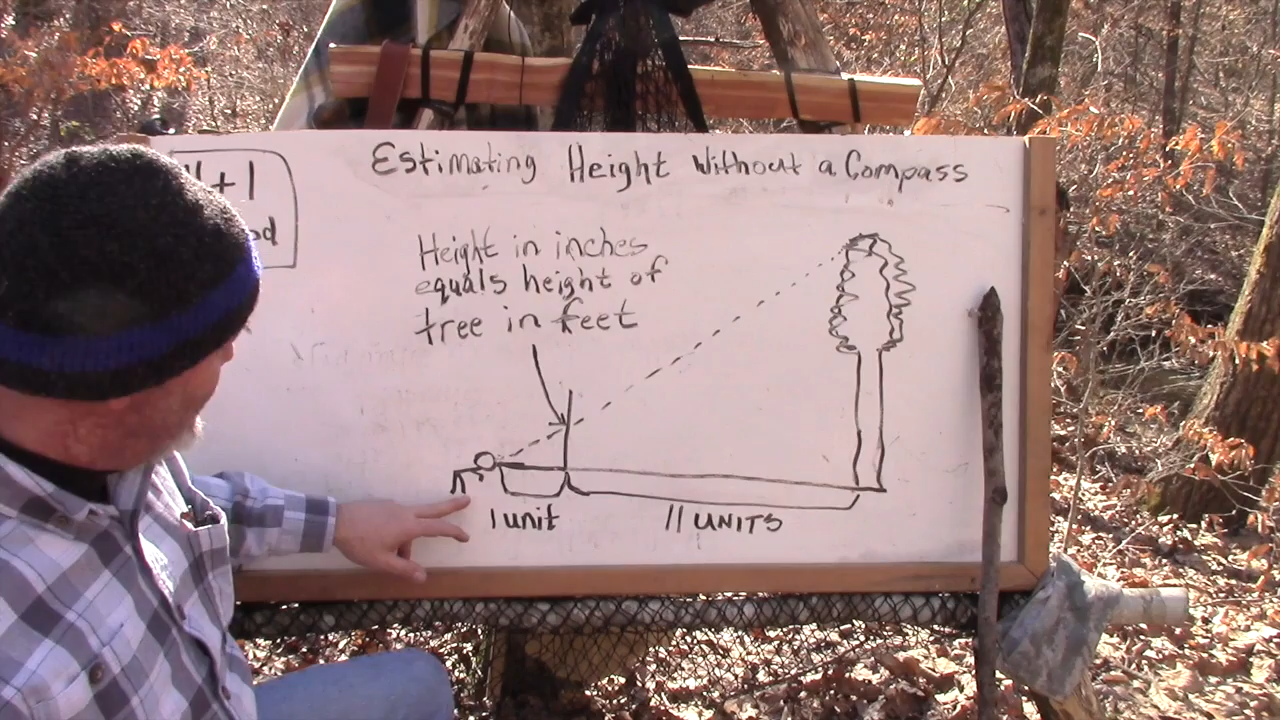 11+1
Estimating Height Without a Compass
Height in inches
equals height of
tree in feet
1 unit
11 UNITS